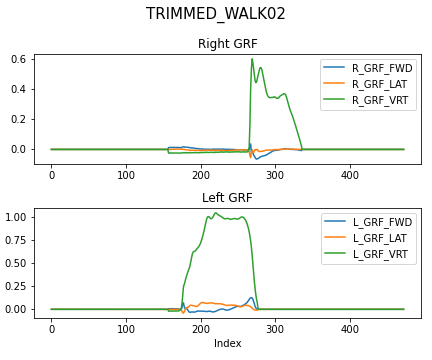 TRIMMED_WALK02
Right GRF
0.6
0.4
0.2
0.0
R_GRF_FWD
R_GRF_LAT
R_GRF_VRT
0 100 200 300 400
Left GRF
1.00
0.75
0.50
0.25
0.00
L_GRF_FWD
L_GRF_LAT
L_GRF_VRT
0 100 200 300 400
Index